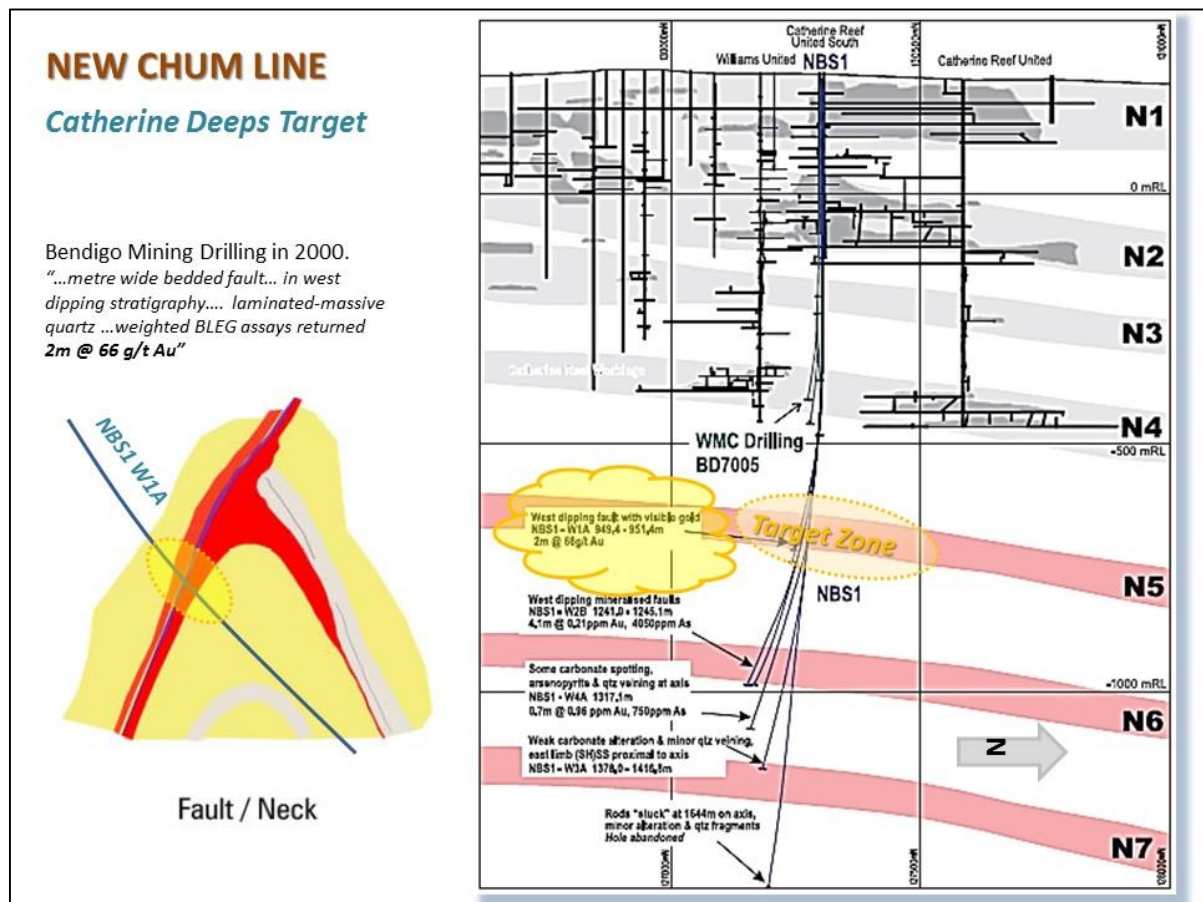 NEW CHUM LINE
Catherine Deeps Target
Bendigo Mining Drilling in 2000.
“…metre wide bedded fault… in west
dipping stratigraphy…. laminated-massive
quartz …weighted BLEG assays returned
2m @ 66 g/t Au”
NBS1 W1A
Fault / Neck
Catherine Reef
United South
Williams United
NBS1
Catherine Reef United
N1
0 mRL
N2
N3
Catherine Reef Workings
N4
WMC Drilling
BD7005
-500 mRL
West dipping fault with visible gold
NBS1 - W1A 949.4 - 951.4m
2m @ 66g/t Au
Target Zone
NBS1
N5
West dipping mineralised faults
NBS1 - W2B 1241.0 - 1245.1m
4.1m @ 0.21ppm Au, 4050ppm As
Some carbonate spotting,
arsenopyrite & qtz veining at axis
NBS1 - W4A 1317.1m
0.7m @ 0.96 ppm Au, 750ppm As
-1000 mRL
N6
Weak carbonate alteration & minor qtz veining,
east limb (SH)SS proximal to axis
NBS1 - W3A 1378.0 - 1416.8m
N
Rods "stuck" at 1644m on axis,
minor alteration & qtz fragments
Hole abandoned
N7
127500mN